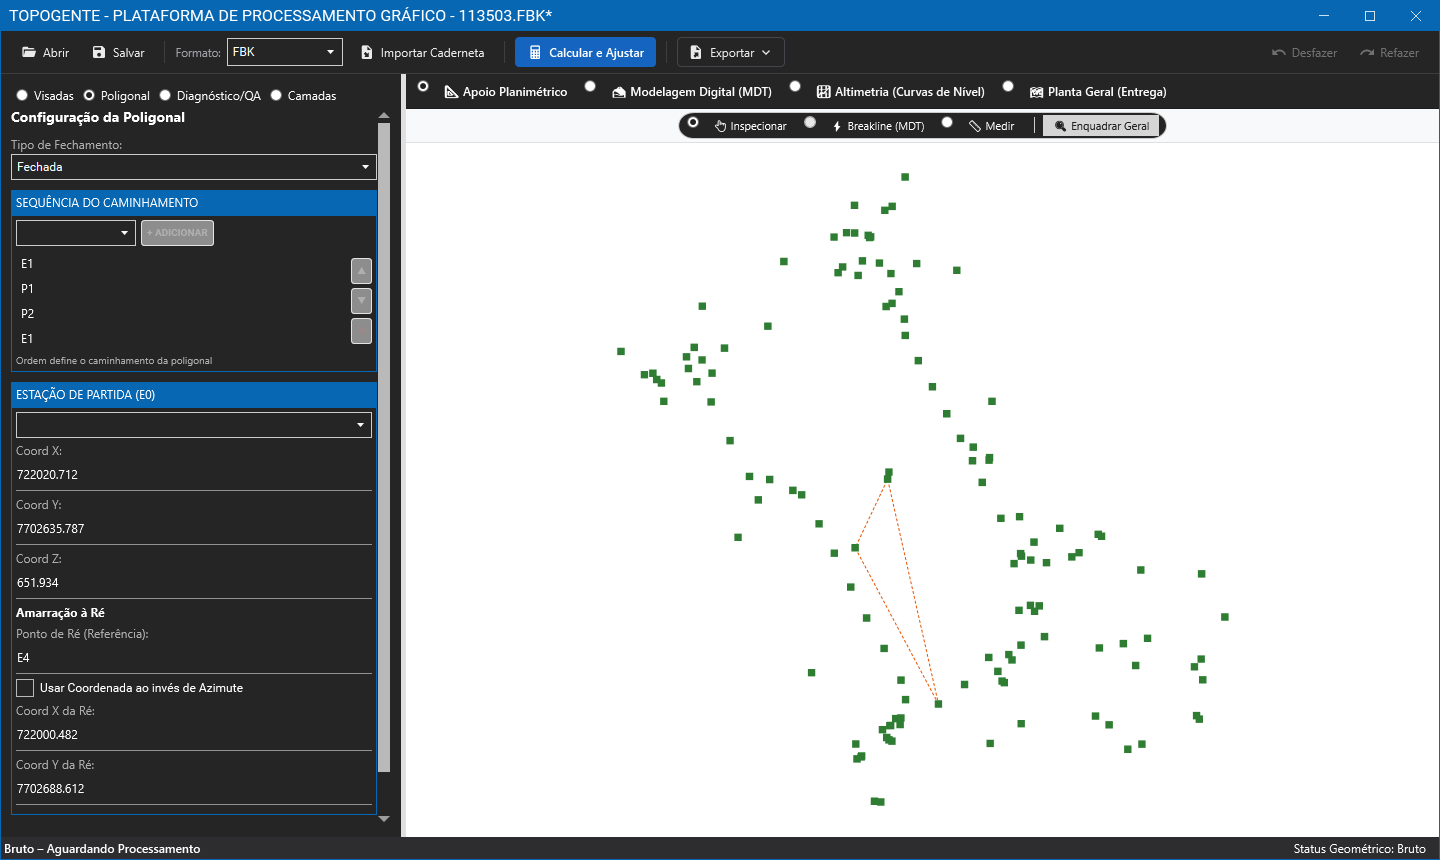 TOPOGENTE - PLATAFORMA DE PROCESSAMENTO GRÁFICO - 113503.FBK*
Abrir Salvar Formato: FBK Importar Caderneta Calcular e Ajustar Exportar Desfazer Refazer
Visadas Poligonal Diagnóstico/QA Camadas
Apoio Planimétrico Modelagem Digital (MDT) Altimetria (Curvas de Nível) Planta Geral (Entrega)
Inspecionar Breakline (MDT) Medir Enquadrar Geral
Configuração da Poligonal
Tipo de Fechamento:
Fechada
SEQUÊNCIA DO CAMINHAMENTO
+ ADICIONAR
E1
P1
P2
E1
Ordem define o caminhamento da poligonal
ESTAÇÃO DE PARTIDA (E0)
Coord X:
722020.712
Coord Y:
7702635.787
Coord Z:
651.934
Amarração à Ré
Ponto de Ré (Referência):
E4
Usar Coordenada ao invés de Azimute
Coord X da Ré:
722000.482
Coord Y da Ré:
7702688.612
Bruto – Aguardando Processamento
Status Geométrico: Bruto